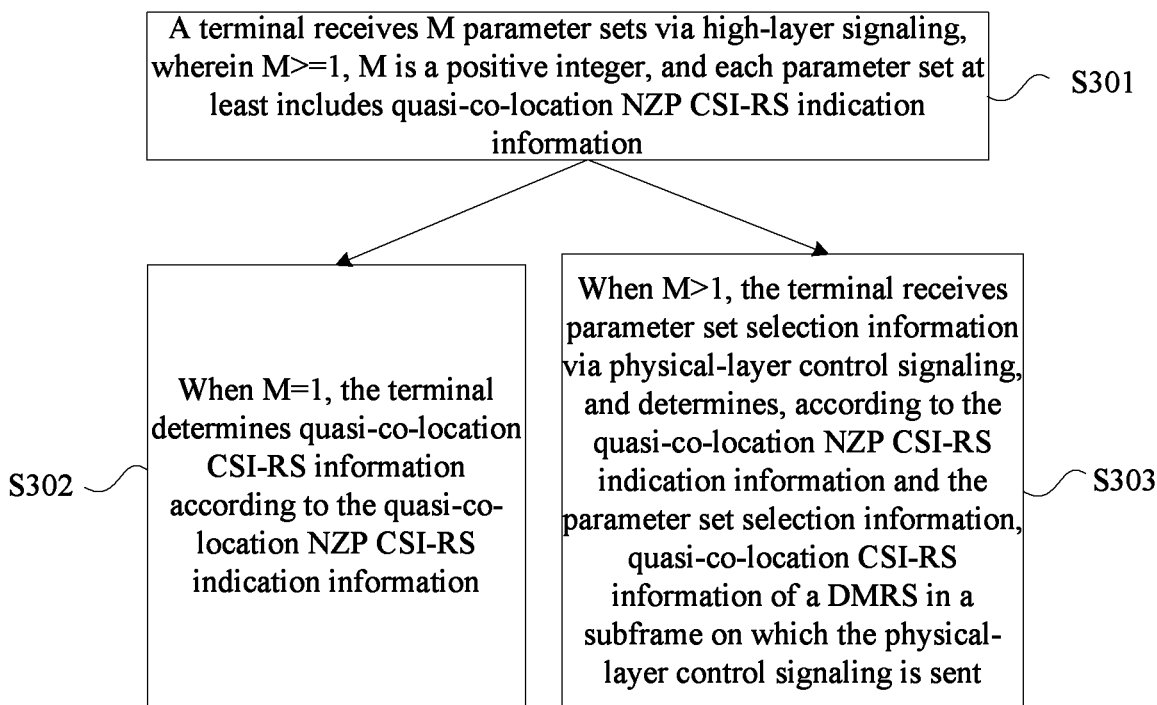 A terminal receives M parameter sets via high-layer signaling,
wherein M>=1, M is a positive integer, and each parameter set at
least includes quasi-co-location NZP CSI-RS indication
information
S301
When M=1, the terminal
determines quasi-co-location
CSI-RS information
according to the quasi-co-
location NZP CSI-RS
indication information
S302
When M>1, the terminal receives
parameter set selection information
via physical-layer control signaling,
and determines, according to the
quasi-co-location NZP CSI-RS
indication information and the
parameter set selection information,
quasi-co-location CSI-RS
information of a DMRS in a
subframe on which the physical-
layer control signaling is sent
S303